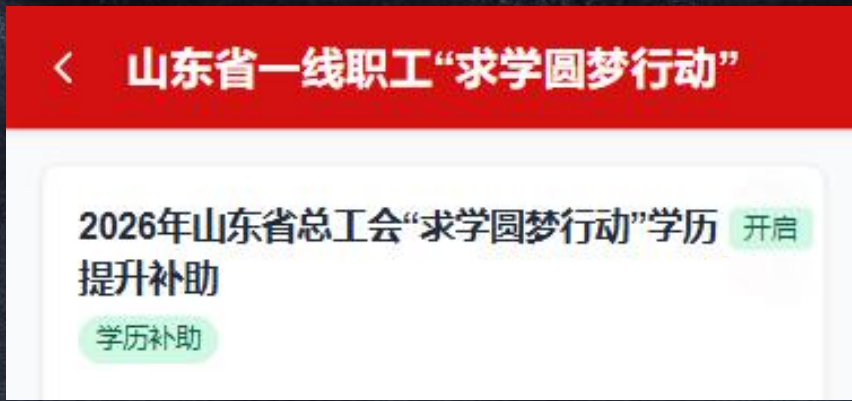 山东省一线职工“求学圆梦行动”
2026年山东省总工会“求学圆梦行动”学历 开启
提升补助
学历补助